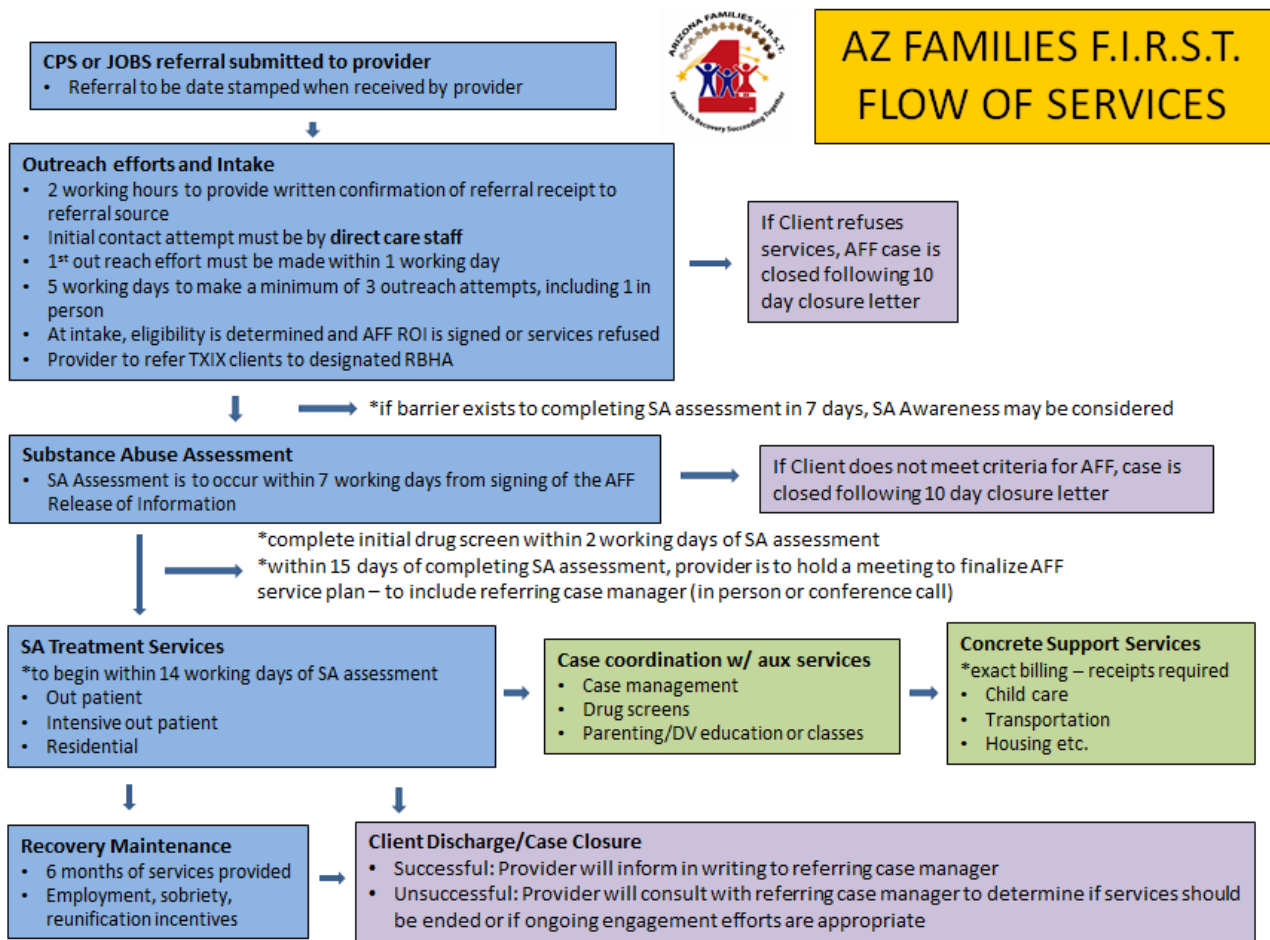 CPS or JOBS referral submitted to provider
• Referral to be date stamped when received by provider
ARIZONA FAMILIES F.I.R.S.T.
1
Families In Recovery Succeeding Together
AZ FAMILIES F.I.R.S.T.
FLOW OF SERVICES
Outreach efforts and Intake
• 2 working hours to provide written confirmation of referral receipt to
referral source
• Initial contact attempt must be by direct care staff
• 1st out reach effort must be made within 1 working day
• 5 working days to make a minimum of 3 outreach attempts, including 1 in
person
• At intake, eligibility is determined and AFF ROI is signed or services refused
• Provider to refer TXIX clients to designated RBHA
If Client refuses
services, AFF case is
closed following 10
day closure letter
*if barrier exists to completing SA assessment in 7 days, SA Awareness may be considered
Substance Abuse Assessment
• SA Assessment is to occur within 7 working days from signing of the AFF
Release of Information
If Client does not meet criteria for AFF, case is
closed following 10 day closure letter
*complete initial drug screen within 2 working days of SA assessment
*within 15 days of completing SA assessment, provider is to hold a meeting to finalize AFF
service plan – to include referring case manager (in person or conference call)
SA Treatment Services
*to begin within 14 working days of SA assessment
• Out patient
• Intensive out patient
• Residential
Case coordination w/ aux services
• Case management
• Drug screens
• Parenting/DV education or classes
Concrete Support Services
*exact billing – receipts required
• Child care
• Transportation
• Housing etc.
Recovery Maintenance
• 6 months of services provided
• Employment, sobriety,
reunification incentives
Client Discharge/Case Closure
• Successful: Provider will inform in writing to referring case manager
• Unsuccessful: Provider will consult with referring case manager to determine if services should
be ended or if ongoing engagement efforts are appropriate